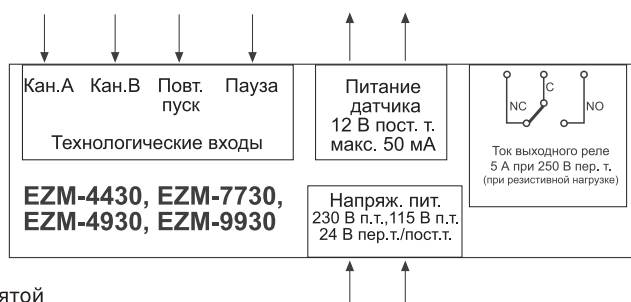 Кан.А Кан.В Повт. пуск Пауза
Технологические входы
Питание
датчика
12 В пост. т.
макс. 50 мА
C
NC
NO
Ток выходного реле
5 А при 250 В пер. т.
(при резистивной нагрузке)
EZM-4430, EZM-7730,
EZM-4930, EZM-9930
Напряж. пит.
230 В п.т.,115 В п.т.
24 В пер.т./пост.т.
ятой